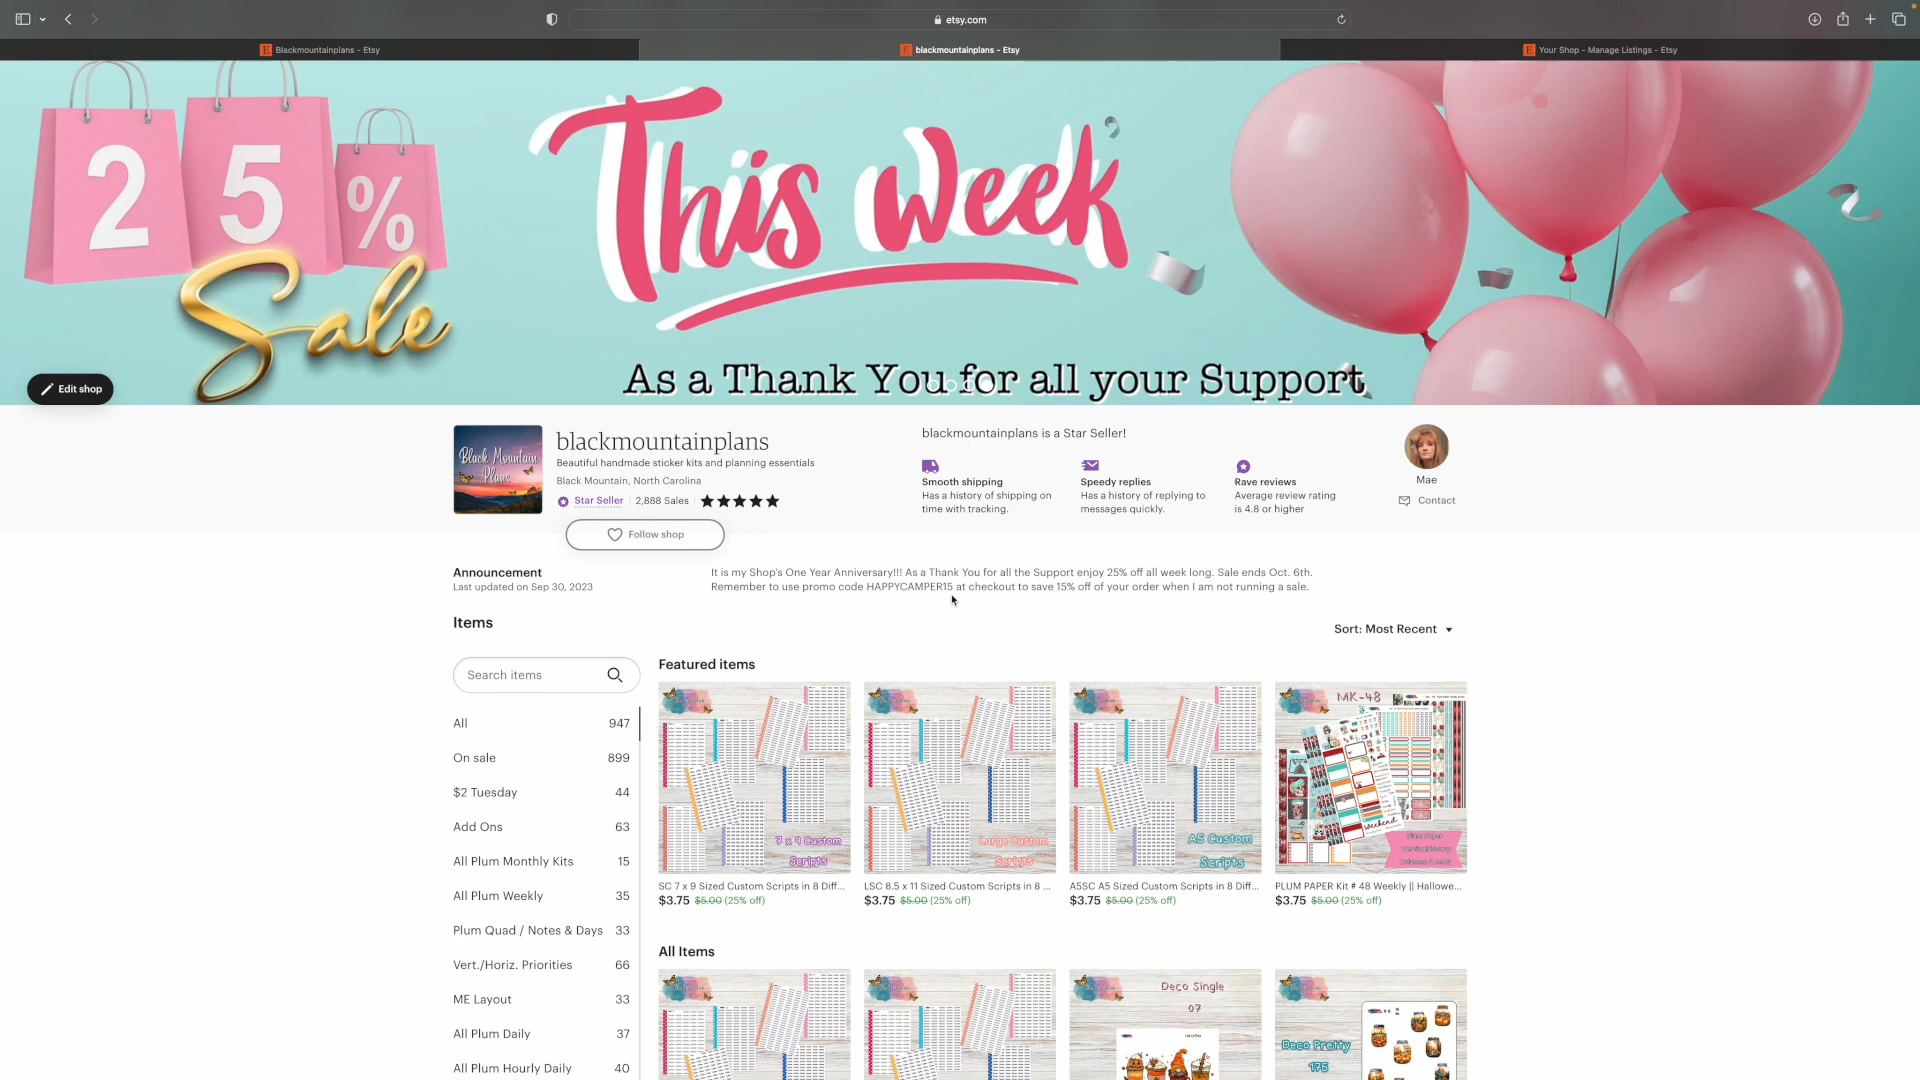 etsy.com
Blackmountainplans - Etsy
blackmountainplans - Etsy
Your Shop - Manage Listings - Etsy
25%
Sale
This Week
As a Thank You for all your Support
Edit shop
Black Mountain
Plans
blackmountainplans
Beautiful handmade sticker kits and planning essentials
Black Mountain, North Carolina
Star Seller
2,888 Sales
Follow shop
blackmountainplans is a Star Seller!
Smooth shipping
Has a history of shipping on
time with tracking.
Speedy replies
Has a history of replying to
messages quickly.
Rave reviews
Average review rating
is 4.8 or higher
Mae
Contact
Announcement
Last updated on Sep 30, 2023
It is my Shop's One Year Anniversary!!! As a Thank You for all the Support enjoy 25% off all week long. Sale ends Oct. 6th.
Remember to use promo code HAPPYCAMPER15 at checkout to save 15% off of your order when I am not running a sale.
Items
Sort: Most Recent
Search items
All 947
On sale 899
$2 Tuesday 44
Add Ons 63
All Plum Monthly Kits 15
All Plum Weekly 35
Plum Quad / Notes & Days 33
Vert./Horiz. Priorities 66
ME Layout 33
All Plum Daily 37
All Plum Hourly Daily 40
Featured items
7 x 9 Custom
Scripts
Large Custom
Scripts
A5 Custom
Scripts
MK-48
Plum Paper
Weekend
SC 7 x 9 Sized Custom Scripts in 8 Diff...
$3.75 $5.00 (25% off)
LSC 8.5 x 11 Sized Custom Scripts in 8 ...
$3.75 $5.00 (25% off)
A5SC A5 Sized Custom Scripts in 8 Diff...
$3.75 $5.00 (25% off)
PLUM PAPER Kit # 48 Weekly || Hallowe...
$3.75 $5.00 (25% off)
All Items
Deco Single
07
Deco Pretty
175